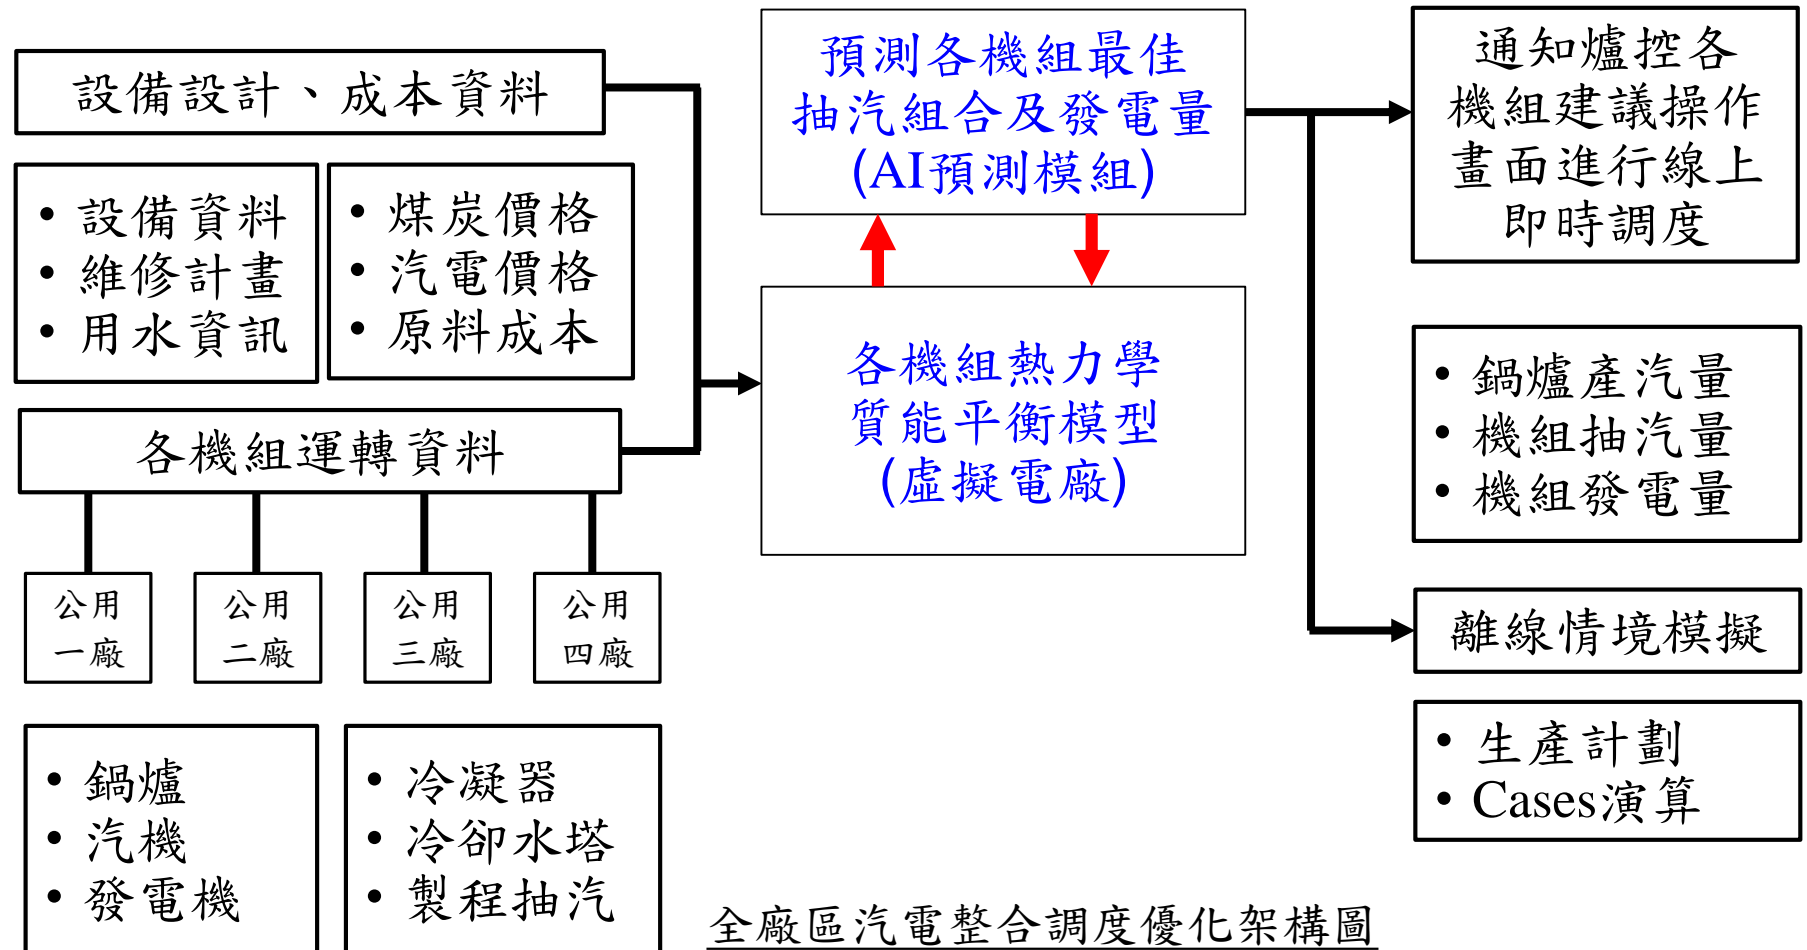 設備設計、成本資料
• 設備資料
• 維修計畫
• 用水資訊
• 煤炭價格
• 汽電價格
• 原料成本
各機組運轉資料
公用
一廠
公用
二廠
公用
三廠
公用
四廠
• 鍋爐
• 汽機
• 發電機
• 冷凝器
• 冷卻水塔
• 製程抽汽
預測各機組最佳
抽汽組合及發電量
(AI預測模組)
各機組熱力學
質能平衡模型
(虛擬電廠)
通知爐控各
機組建議操作
畫面進行線上
即時調度
• 鍋爐產汽量
• 機組抽汽量
• 機組發電量
離線情境模擬
• 生產計劃
• Cases演算
全廠區汽電整合調度優化架構圖